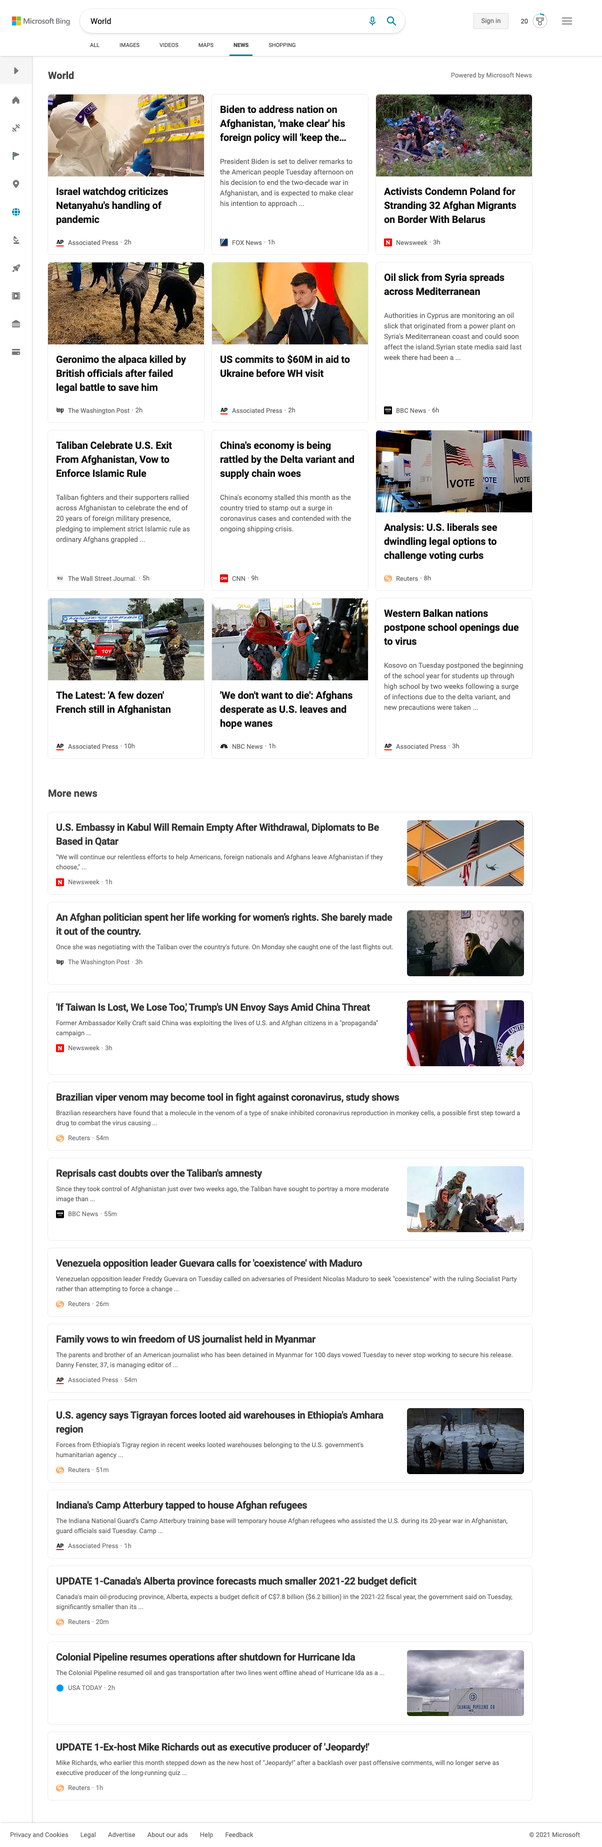 Microsoft Bing
World
Sign in
20
ALL IMAGES VIDEOS MAPS NEWS SHOPPING
World
Powered by Microsoft News
Israel watchdog criticizes
Netanyahu's handling of
pandemic
AP Associated Press · 2h
Biden to address nation on
Afghanistan, 'make clear' his
foreign policy will 'keep the...
President Biden is set to deliver remarks to
the American people Tuesday afternoon on
his decision to end the two-decade war in
Afghanistan, and is expected to make clear
his intention to approach ...
FOX News · 1h
Activists Condemn Poland for
Stranding 32 Afghan Migrants
on Border With Belarus
N Newsweek · 3h
Geronimo the alpaca killed by
British officials after failed
legal battle to save him
wp The Washington Post · 2h
US commits to $60M in aid to
Ukraine before WH visit
AP Associated Press · 2h
Oil slick from Syria spreads
across Mediterranean
Authorities in Cyprus are monitoring an oil
slick that originated from a power plant on
Syria's Mediterranean coast and could soon
affect the island.Syrian state media said last
week there had been a ...
BBC News · 6h
Taliban Celebrate U.S. Exit
From Afghanistan, Vow to
Enforce Islamic Rule
Taliban fighters and their supporters rallied
across Afghanistan to celebrate the end of
20 years of foreign military presence,
pledging to implement strict Islamic rule as
ordinary Afghans grappled ...
WSJ The Wall Street Journal. · 5h
China's economy is being
rattled by the Delta variant and
supply chain woes
China's economy stalled this month as the
country tried to stamp out a surge in
coronavirus cases and contended with the
ongoing shipping crisis.
CNN CNN · 9h
VOTE VOTE
Analysis: U.S. liberals see
dwindling legal options to
challenge voting curbs
Reuters · 8h
TOY
The Latest: 'A few dozen'
French still in Afghanistan
AP Associated Press · 10h
'We don't want to die': Afghans
desperate as U.S. leaves and
hope wanes
NBC News · 1h
Western Balkan nations
postpone school openings due
to virus
Kosovo on Tuesday postponed the beginning
of the school year for students up through
high school by two weeks following a surge
of infections due to the delta variant, and
new precautions were taken ...
AP Associated Press · 3h
More news
U.S. Embassy in Kabul Will Remain Empty After Withdrawal, Diplomats to Be
Based in Qatar
"We will continue our relentless efforts to help Americans, foreign nationals and Afghans leave Afghanistan if they
choose," ...
N Newsweek · 1h
An Afghan politician spent her life working for women's rights. She barely made
it out of the country.
Once she was negotiating with the Taliban over the country's future. On Monday she caught one of the last flights out.
wp The Washington Post · 3h
'If Taiwan Is Lost, We Lose Too,' Trump's UN Envoy Says Amid China Threat
Former Ambassador Kelly Craft said China was exploiting the lives of U.S. and Afghan citizens in a "propaganda"
campaign ...
N Newsweek · 3h
Brazilian viper venom may become tool in fight against coronavirus, study shows
Brazilian researchers have found that a molecule in the venom of a type of snake inhibited coronavirus reproduction in monkey cells, a possible first step toward a
drug to combat the virus causing ...
Reuters · 54m
Reprisals cast doubts over the Taliban's amnesty
Since they took control of Afghanistan just over two weeks ago, the Taliban have sought to portray a more moderate
image than ...
BBC News · 55m
Venezuela opposition leader Guevara calls for 'coexistence' with Maduro
Venezuelan opposition leader Freddy Guevara on Tuesday called on adversaries of President Nicolas Maduro to seek "coexistence" with the ruling Socialist Party
rather than attempting to force a change ...
Reuters · 26m
Family vows to win freedom of US journalist held in Myanmar
The parents and brother of an American journalist who has been detained in Myanmar for 100 days vowed Tuesday to never stop working to secure his release.
Danny Fenster, 37, is managing editor of ...
AP Associated Press · 54m
U.S. agency says Tigrayan forces looted aid warehouses in Ethiopia's Amhara
region
Forces from Ethiopia's Tigray region in recent weeks looted warehouses belonging to the U.S. government's
humanitarian agency ...
Reuters · 51m
Indiana's Camp Atterbury tapped to house Afghan refugees
The Indiana National Guard's Camp Atterbury training base will temporary house Afghan refugees who assisted the U.S. during its 20-year war in Afghanistan,
guard officials said Tuesday. Camp ...
AP Associated Press · 1h
UPDATE 1-Canada's Alberta province forecasts much smaller 2021-22 budget deficit
Canada's main oil-producing province, Alberta, expects a budget deficit of C$7.8 billion ($6.2 billion) in the 2021-22 fiscal year, the government said on Tuesday,
significantly smaller than its ...
Reuters · 20m
Colonial Pipeline resumes operations after shutdown for Hurricane Ida
The Colonial Pipeline resumed oil and gas transportation after two lines went offline ahead of Hurricane Ida as a ...
USA TODAY · 2h
COLONIAL PIPELINE CO
UPDATE 1-Ex-host Mike Richards out as executive producer of 'Jeopardy!'
Mike Richards, who earlier this month stepped down as the new host of "Jeopardy!" after a backlash over past offensive comments, will no longer serve as
executive producer of the long-running quiz ...
Reuters · 1h
Privacy and Cookies Legal Advertise About our ads Help Feedback
© 2021 Microsoft